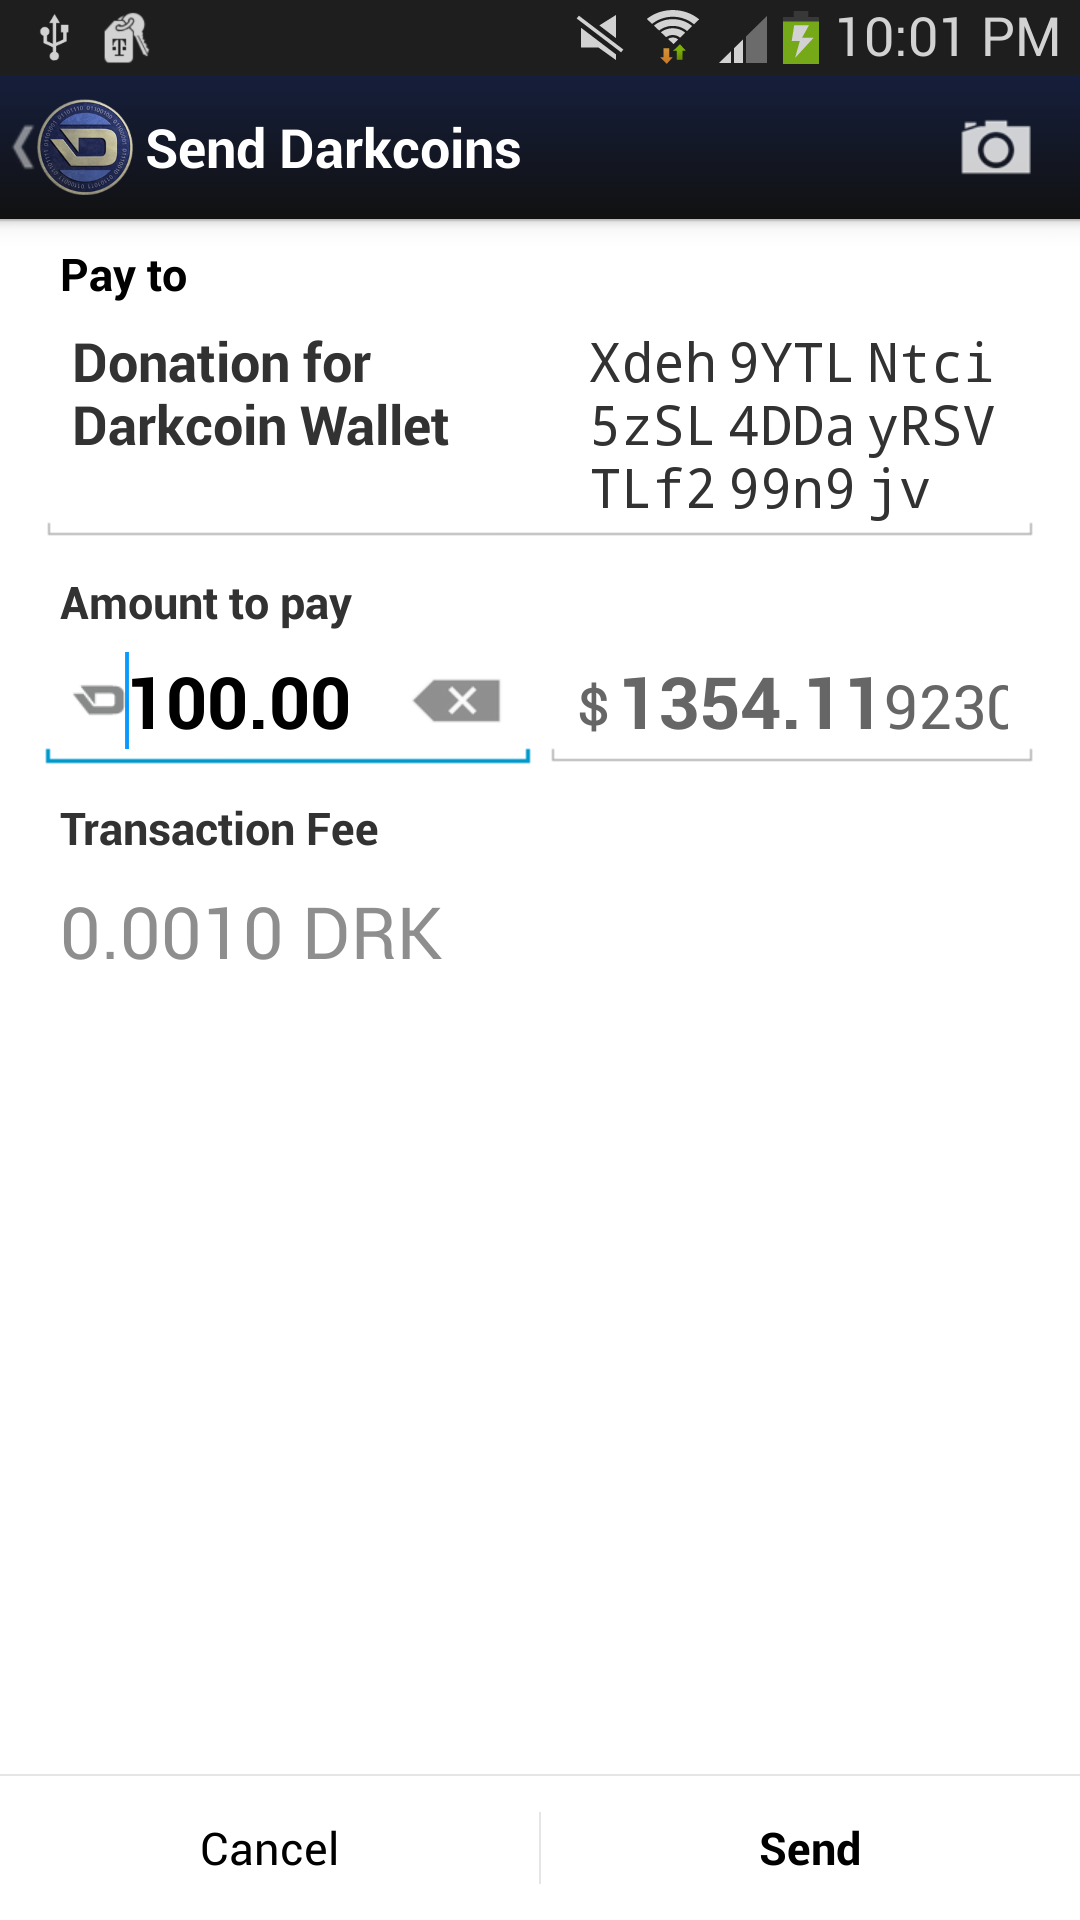 10:01 PM
Send Darkcoins
Pay to
Donation for Xdeh 9YTL Ntci
Darkcoin Wallet 5zSL 4DDa yRSV
TLf2 99n9 jv
Amount to pay
100.00 $ 1354.11923
Transaction Fee
0.0010 DRK
Cancel Send